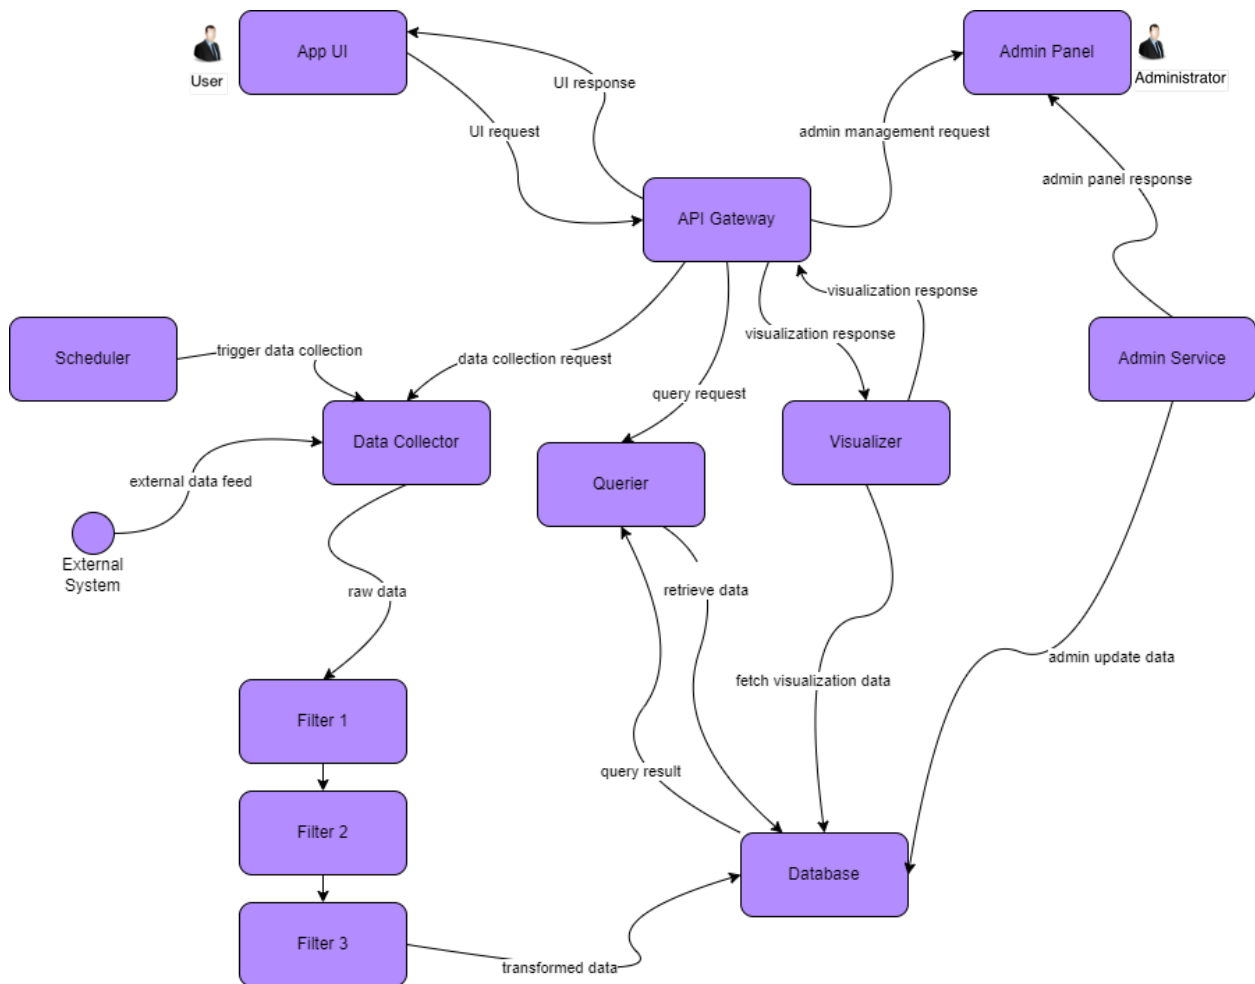 App UI
Admin Panel
User
Administrator
UI response
UI request
admin management request
admin panel response
API Gateway
visualization response
visualization response
Scheduler
trigger data collection
data collection request
Admin Service
query request
Data Collector
Visualizer
Querier
external data feed
External
System
raw data
retrieve data
admin update data
fetch visualization data
Filter 1
query result
Filter 2
Database
Filter 3
transformed data